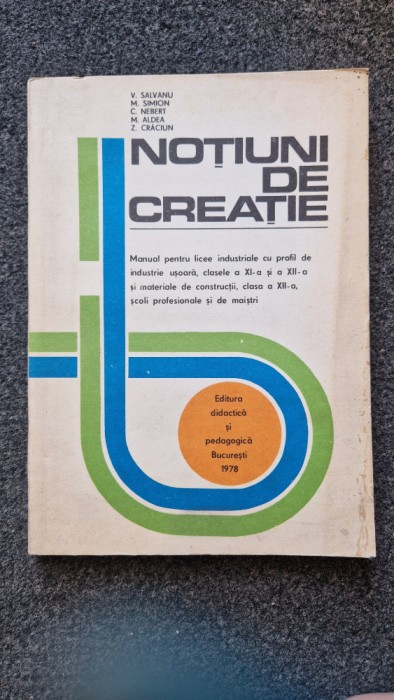 V. SALVANU
M. SIMION
C. NEBERT
M. ALDEA
Z. CRĂCIUN
NOȚIUNI
DE
CREAȚIE
Manual pentru licee industriale cu profil de
industrie ușoară, clasele a XI-a și a XII-a
și materiale de construcții, clasa a XII-a,
școli profesionale și de maiștri
Editura
didactică
și
pedagogică
București
1978